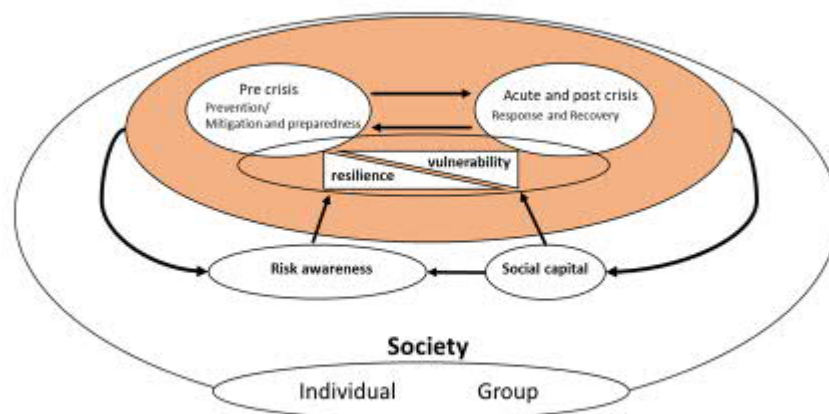 Pre crisis
Prevention/
Mitigation and preparedness
Acute and post crisis
Response and Recovery
vulnerability
resilience
Risk awareness
Social capital
Society
Individual
Group